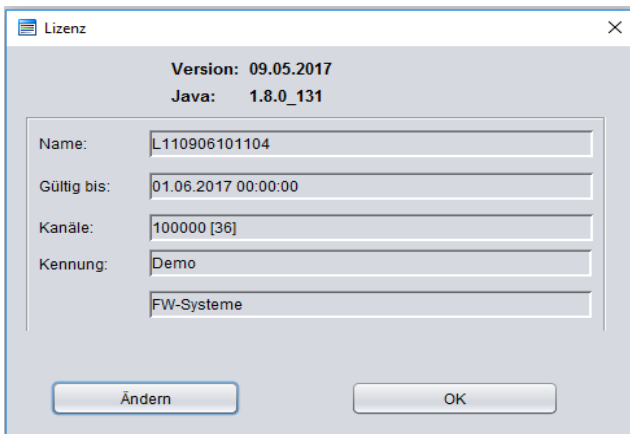 Lizenz
Version: 09.05.2017
Java: 1.8.0_131
Name: L110906101104
Gültig bis: 01.06.2017 00:00:00
Kanäle: 100000 [36]
Kennung: Demo
FW-Systeme
Ändern OK